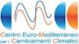 Centro Euro-Mediterraneo
per i Cambiamenti Climatici